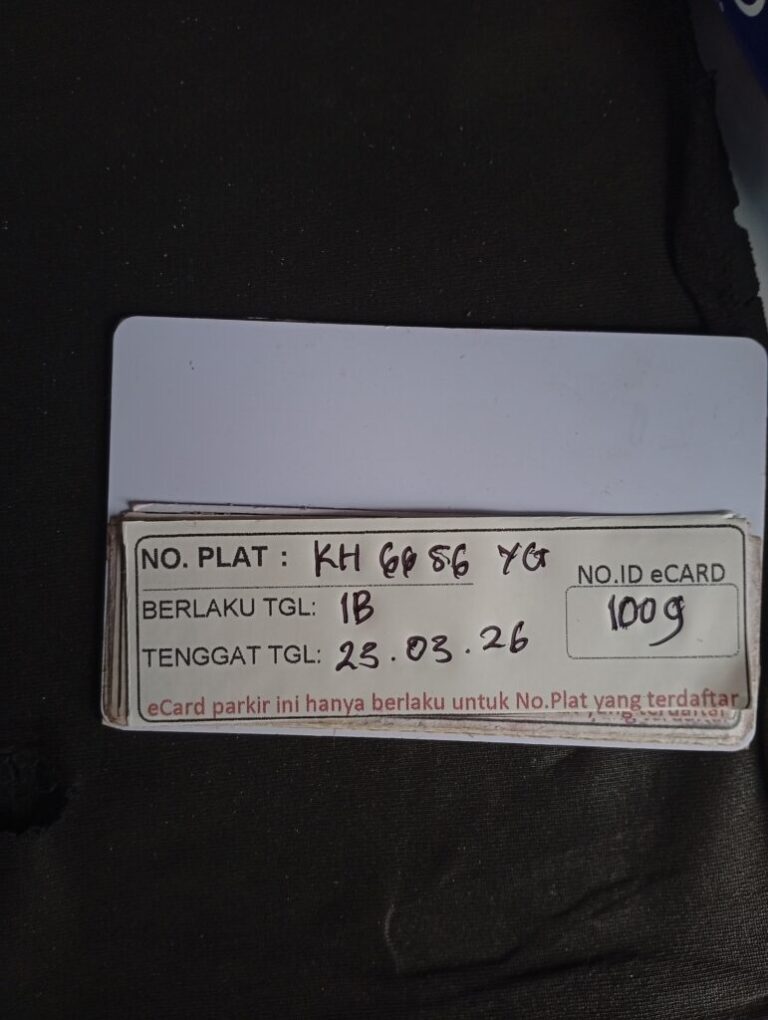 NO. PLAT : KH 6686 YG
NO.ID eCARD
BERLAKU TGL: 1B
1009
TENGGAT TGL: 23.03.26
eCard parkir ini hanya berlaku untuk No.Plat yang terdaftar